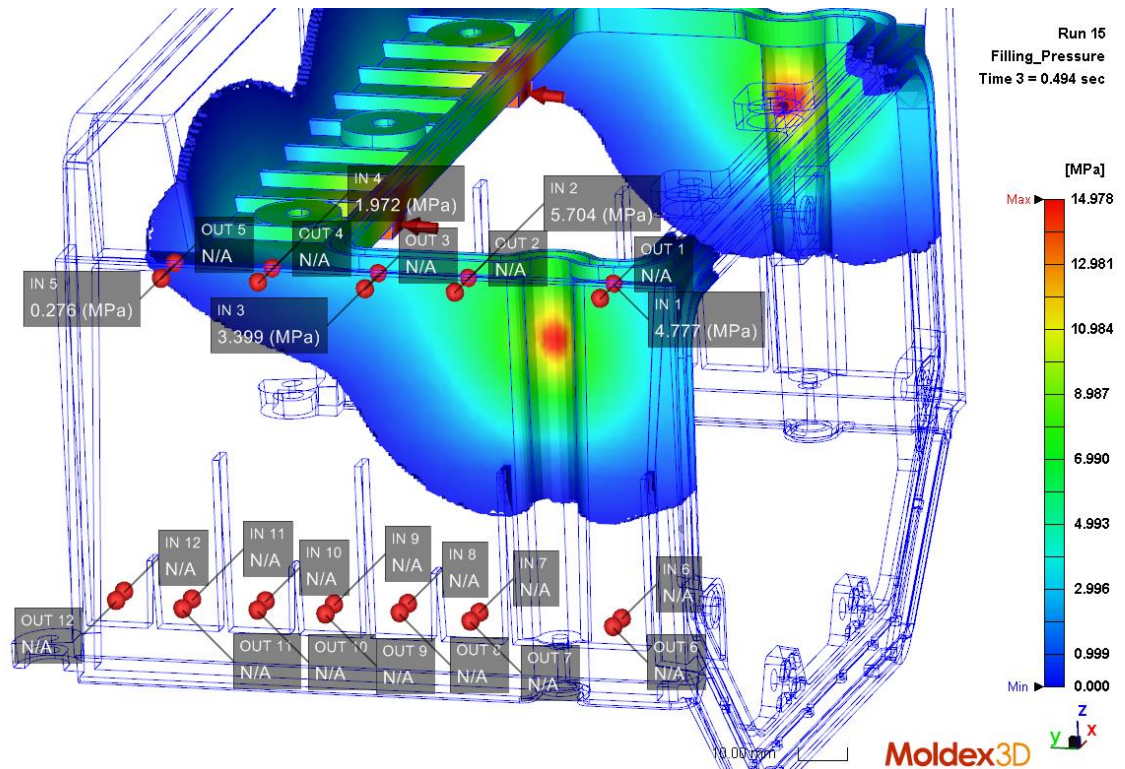 Run 15
Filling_Pressure
Time 3 = 0.494 sec
[MPa]
Max
14.978
12.981
10.984
8.987
6.990
4.993
2.996
0.999
Min
0.000
IN 4
1.972 (MPa)
IN 2
5.704 (MPa)
OUT 5
N/A
OUT 4
N/A
OUT 3
N/A
OUT 2
N/A
OUT 1
N/A
IN 5
0.276 (MPa)
IN 3
3.399 (MPa)
IN 1
4.777 (MPa)
IN 12
N/A
IN 11
N/A
IN 10
N/A
IN 9
N/A
IN 8
N/A
IN 7
N/A
IN 6
N/A
OUT 12
N/A
OUT 11
N/A
OUT 10
N/A
OUT 9
N/A
OUT 8
N/A
OUT 7
N/A
OUT 6
N/A
10.00 mm
Moldex3D
Z
Y
X